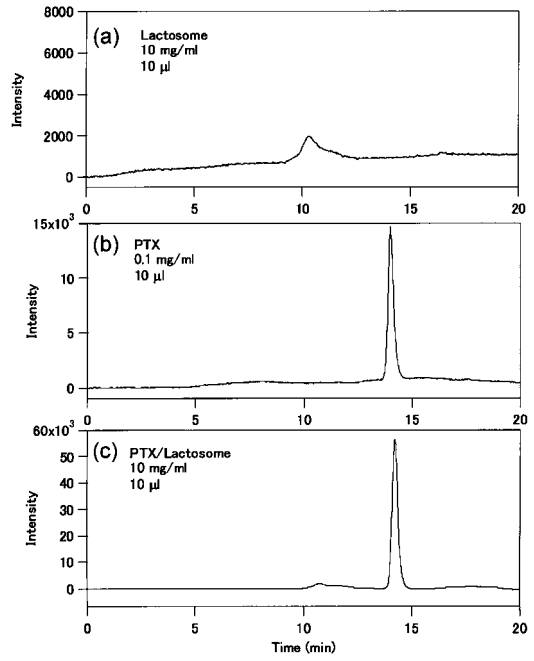 (a) Lactosome
10 mg/ml
10 µl
8000
6000
4000
2000
0
Intensity
0 5 10 15 20
(b) PTX
0.1 mg/ml
10 µl
15x10³
10
5
0
Intensity
0 5 10 15 20
(c) PTX/Lactosome
10 mg/ml
10 µl
60x10³
50
40
30
20
10
0
Intensity
0 5 10 15 20
Time (min)